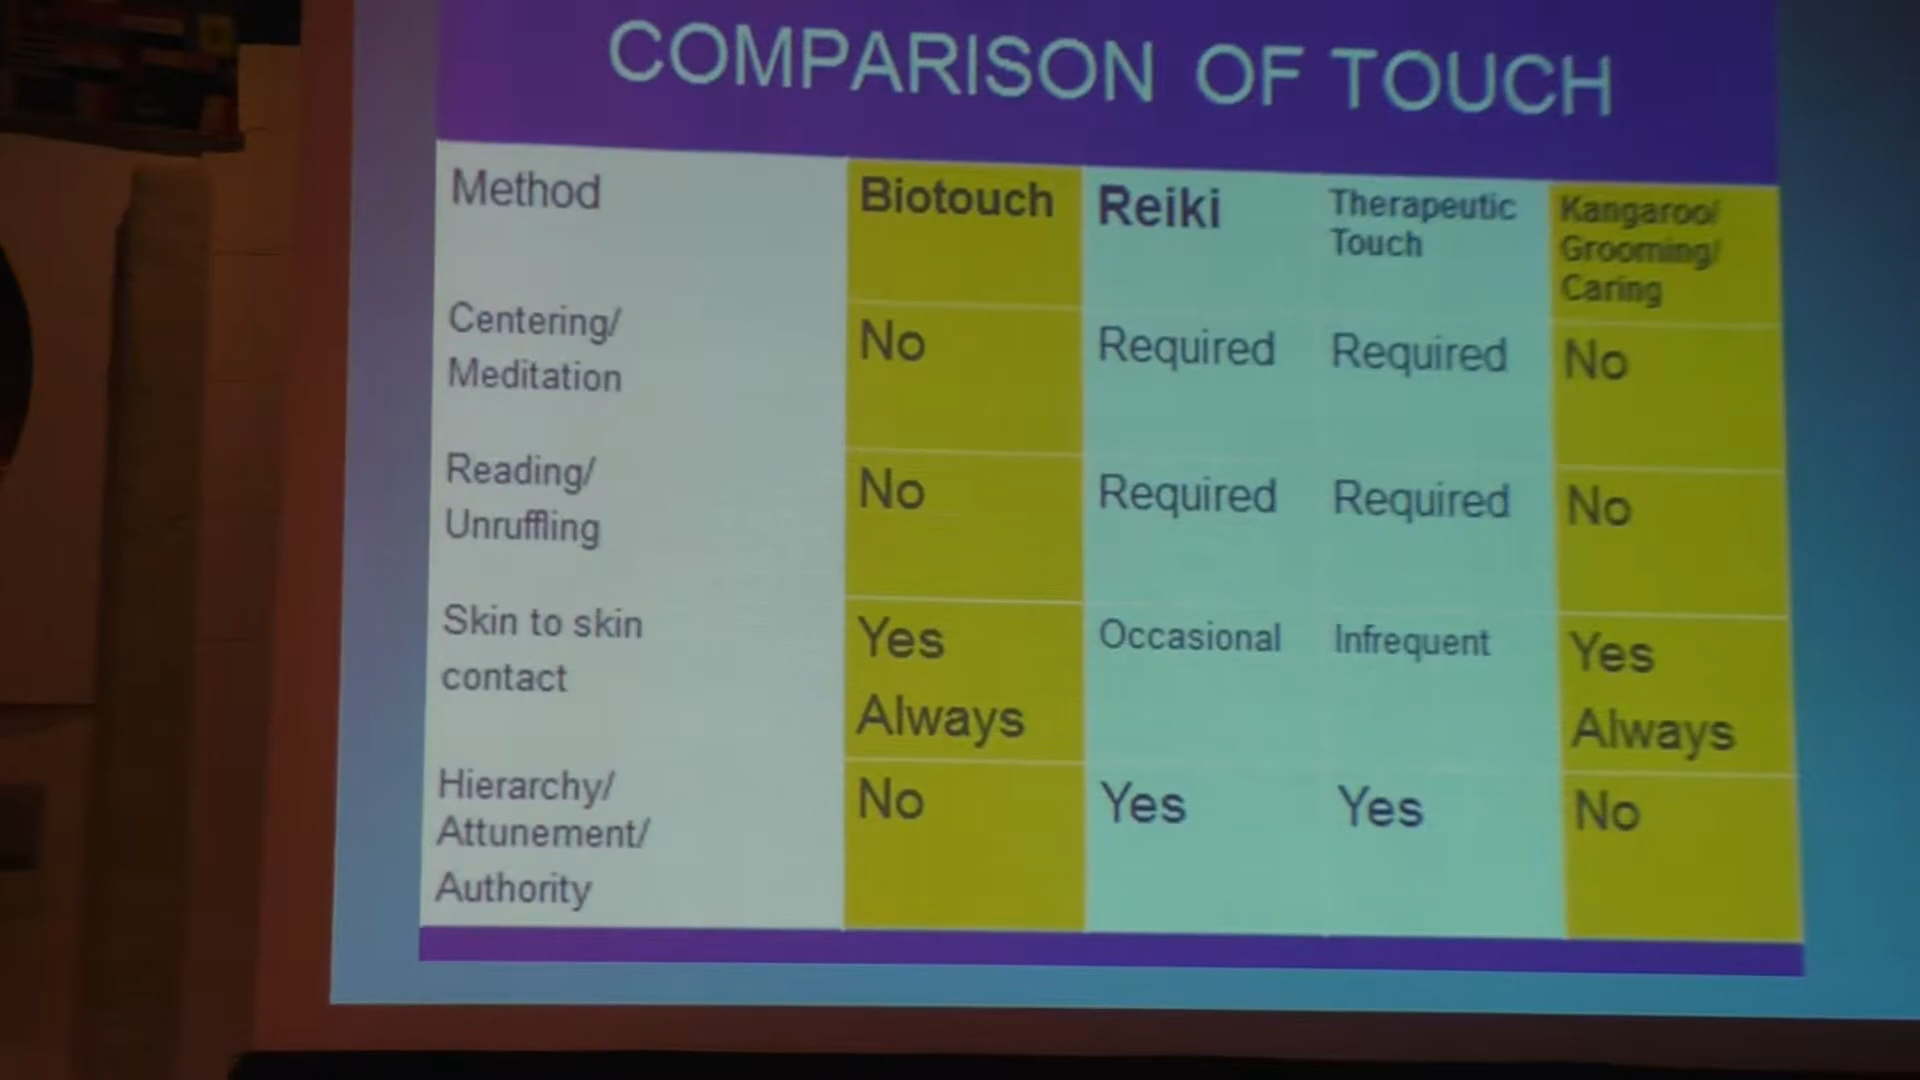 COMPARISON OF TOUCH
Method
Biotouch
Reiki
Therapeutic
Touch
Kangaroo/
Grooming/
Caring
Centering/
Meditation
No
Required
Required
No
Reading/
Unruffling
No
Required
Required
No
Skin to skin
contact
Yes
Always
Occasional
Infrequent
Yes
Always
Hierarchy/
Attunement/
Authority
No
Yes
Yes
No